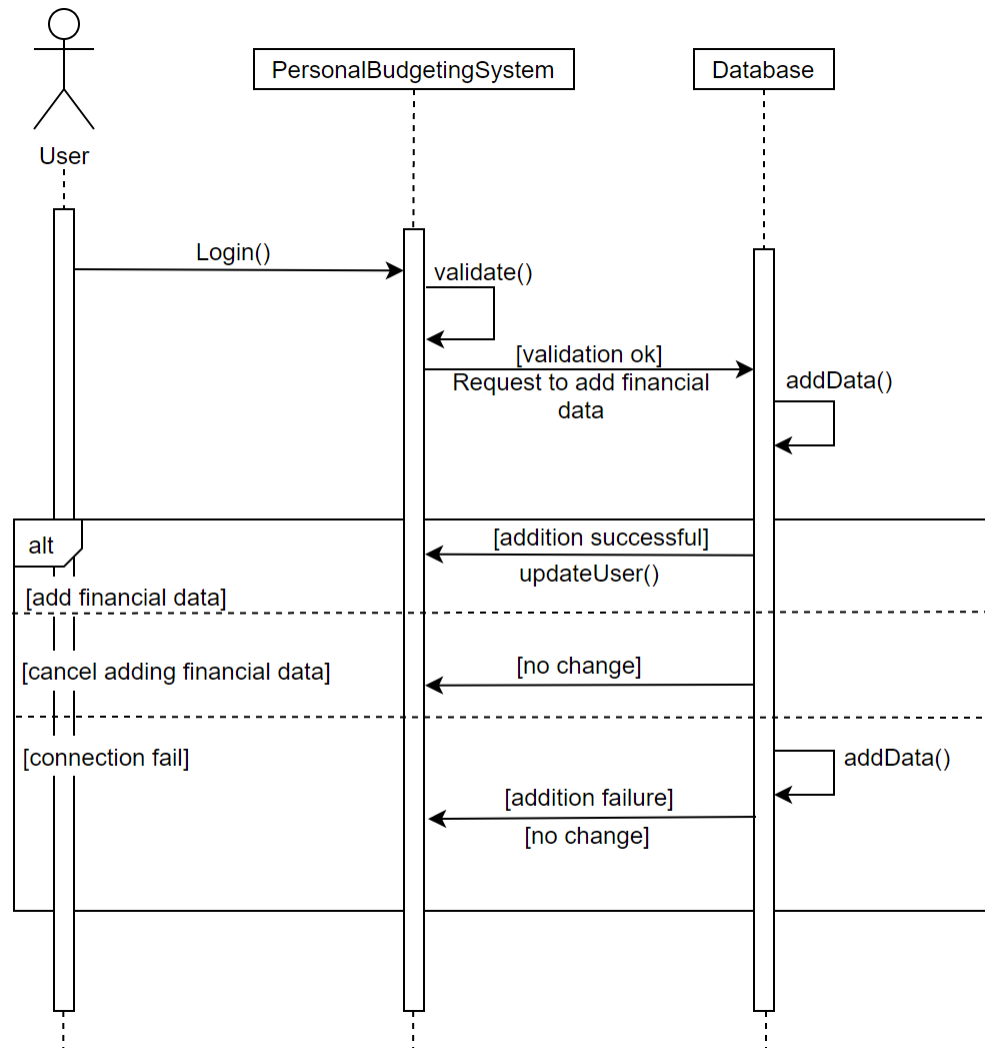 PersonalBudgetingSystem
Database
User
Login()
validate()
[validation ok]
Request to add financial
data
addData()
alt
[addition successful]
updateUser()
[add financial data]
[cancel adding financial data]
[no change]
[connection fail]
addData()
[addition failure]
[no change]